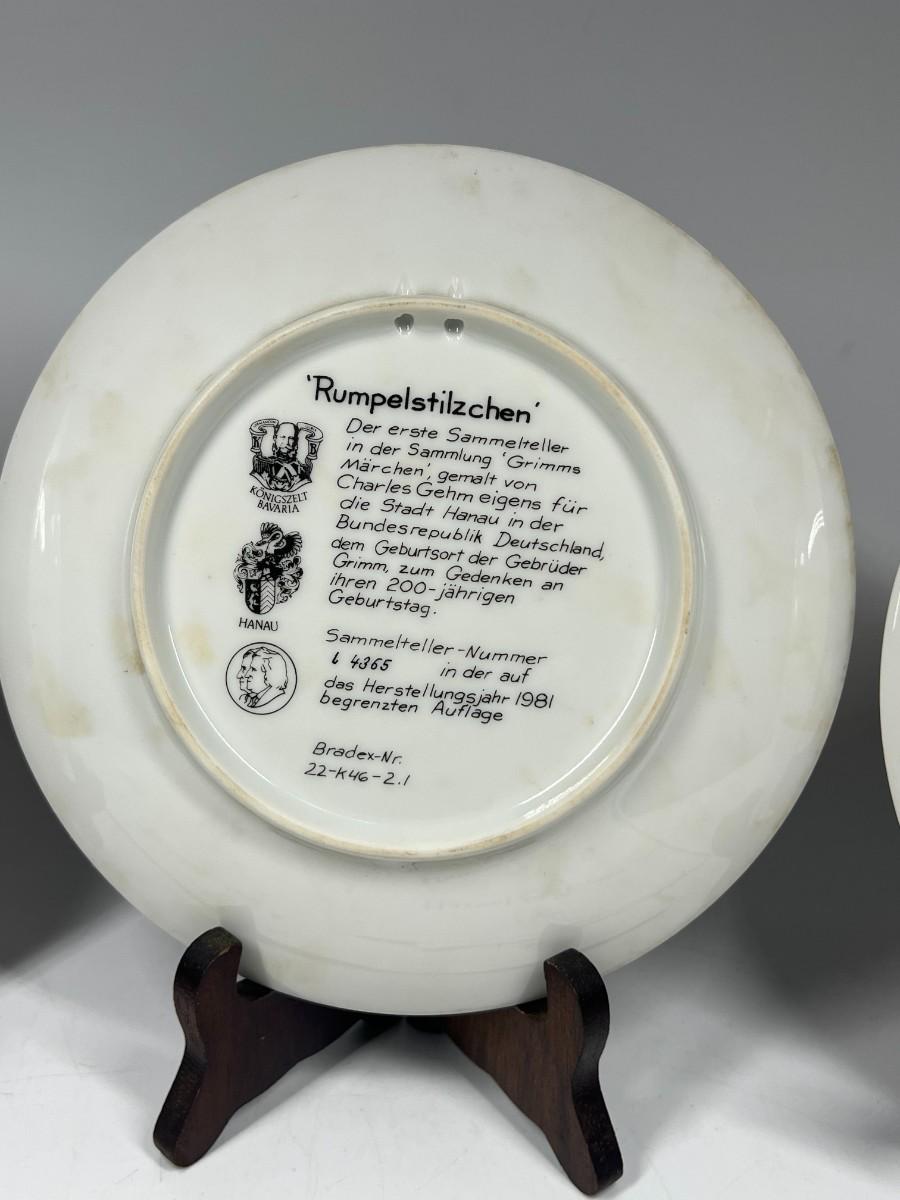 'Rumpelstilzchen'
Der erste Sammelteller
in der Sammlung 'Grimms
Märchen', gemalt von
Charles Gehm eigens für
die Stadt Hanau in der
Bundesrepublik Deutschland,
dem Geburtsort der Gebrüder
Grimm, zum Gedenken an
ihren 200-jährigen
Geburtstag.
K B
KÖNIGSZELT
BAVARIA
HANAU
Sammelteller-Nummer
l 4365 in der auf
das Herstellungsjahr 1981
begrenzten Auflage
Bradex-Nr.
22-K46-2.1